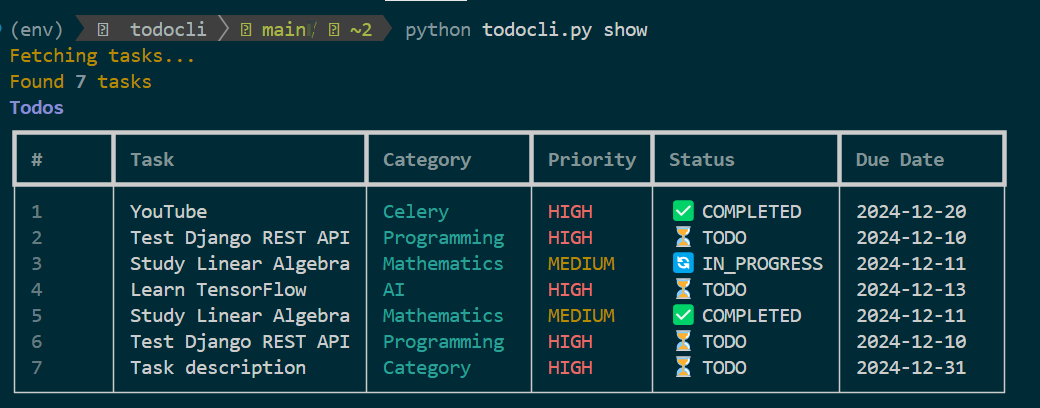 (env) todocli main ~2 python todocli.py show
Fetching tasks...
Found 7 tasks
Todos
# Task Category Priority Status Due Date
1 YouTube Celery HIGH ✅ COMPLETED 2024-12-20
2 Test Django REST API Programming HIGH ⏳ TODO 2024-12-10
3 Study Linear Algebra Mathematics MEDIUM 🔄 IN_PROGRESS 2024-12-11
4 Learn TensorFlow AI HIGH ⏳ TODO 2024-12-13
5 Study Linear Algebra Mathematics MEDIUM ✅ COMPLETED 2024-12-11
6 Test Django REST API Programming HIGH ⏳ TODO 2024-12-10
7 Task description Category HIGH ⏳ TODO 2024-12-31